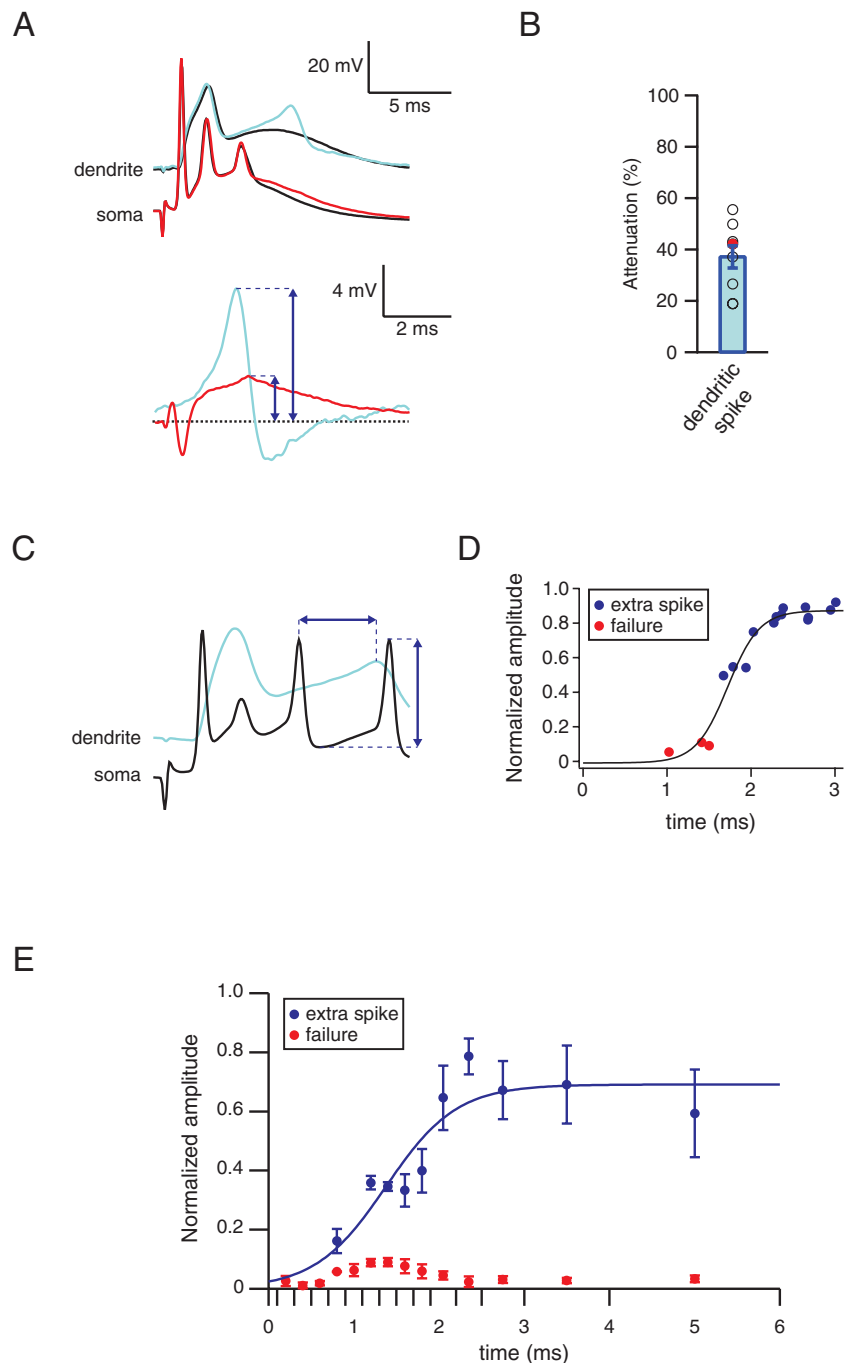 A
20 mV
5 ms
dendrite
soma
4 mV
2 ms
B
100
80
60
40
20
0
Attenuation (%)
dendritic
spike
C
dendrite
soma
D
1.0
0.8
0.6
0.4
0.2
0
Normalized amplitude
extra spike
failure
0
1
2
3
time (ms)
E
1.0
0.8
0.6
0.4
0.2
0
Normalized amplitude
extra spike
failure
0
1
2
3
4
5
6
time (ms)